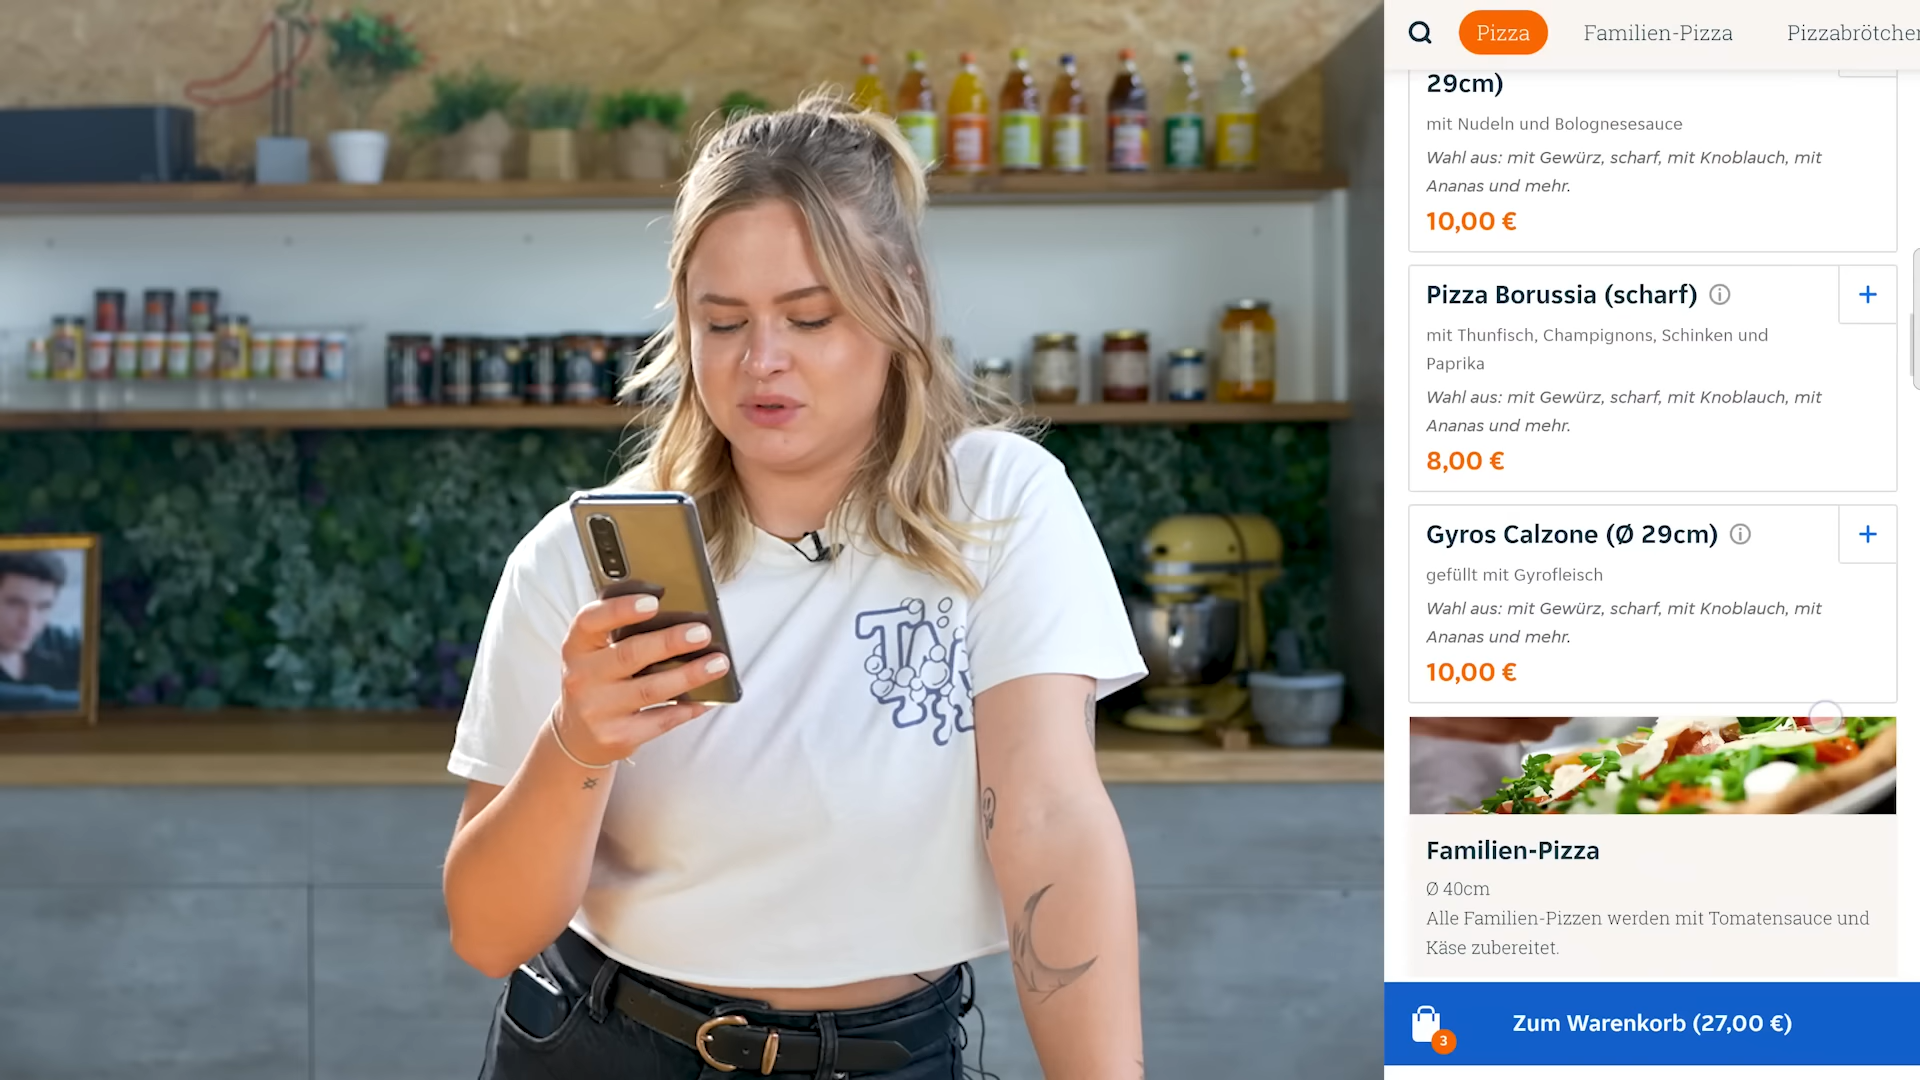 Pizza
Familien-Pizza
29cm)
mit Nudeln und Bolognesesauce
Wahl aus: mit Gewürz, scharf, mit Knoblauch, mit
Ananas und mehr.
10,00 €
Pizza Borussia (scharf)
mit Thunfisch, Champignons, Schinken und
Paprika
Wahl aus: mit Gewürz, scharf, mit Knoblauch, mit
Ananas und mehr.
8,00 €
Gyros Calzone (Ø 29cm)
gefüllt mit Gyrofleisch
Wahl aus: mit Gewürz, scharf, mit Knoblauch, mit
Ananas und mehr.
10,00 €
Familien-Pizza
Ø 40cm
Alle Familien-Pizzen werden mit Tomatensauce und
Käse zubereitet.
3
Zum Warenkorb (27,00 €)